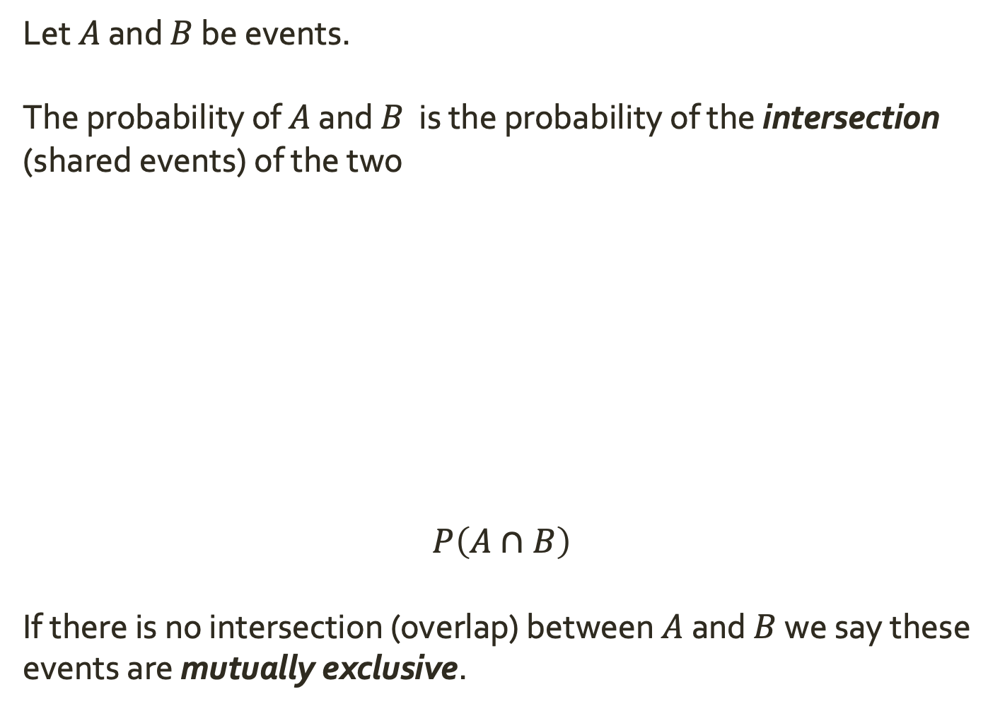 Let A and B be events.
The probability of A and B is the probability of the intersection
(shared events) of the two
P(A ∩ B)
If there is no intersection (overlap) between A and B we say these
events are mutually exclusive.